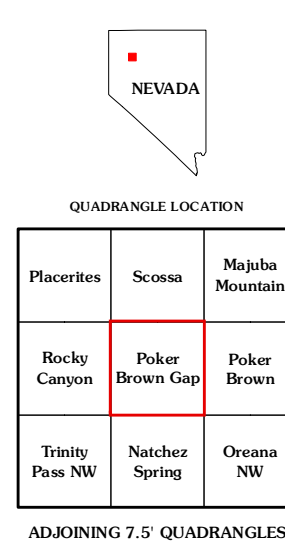 NEVADA
QUADRANGLE LOCATION
Placerites
Scossa
Majuba
Mountain
Rocky
Canyon
Poker
Brown Gap
Poker
Brown
Trinity
Pass NW
Natchez
Spring
Oreana
NW
ADJOINING 7.5' QUADRANGLES